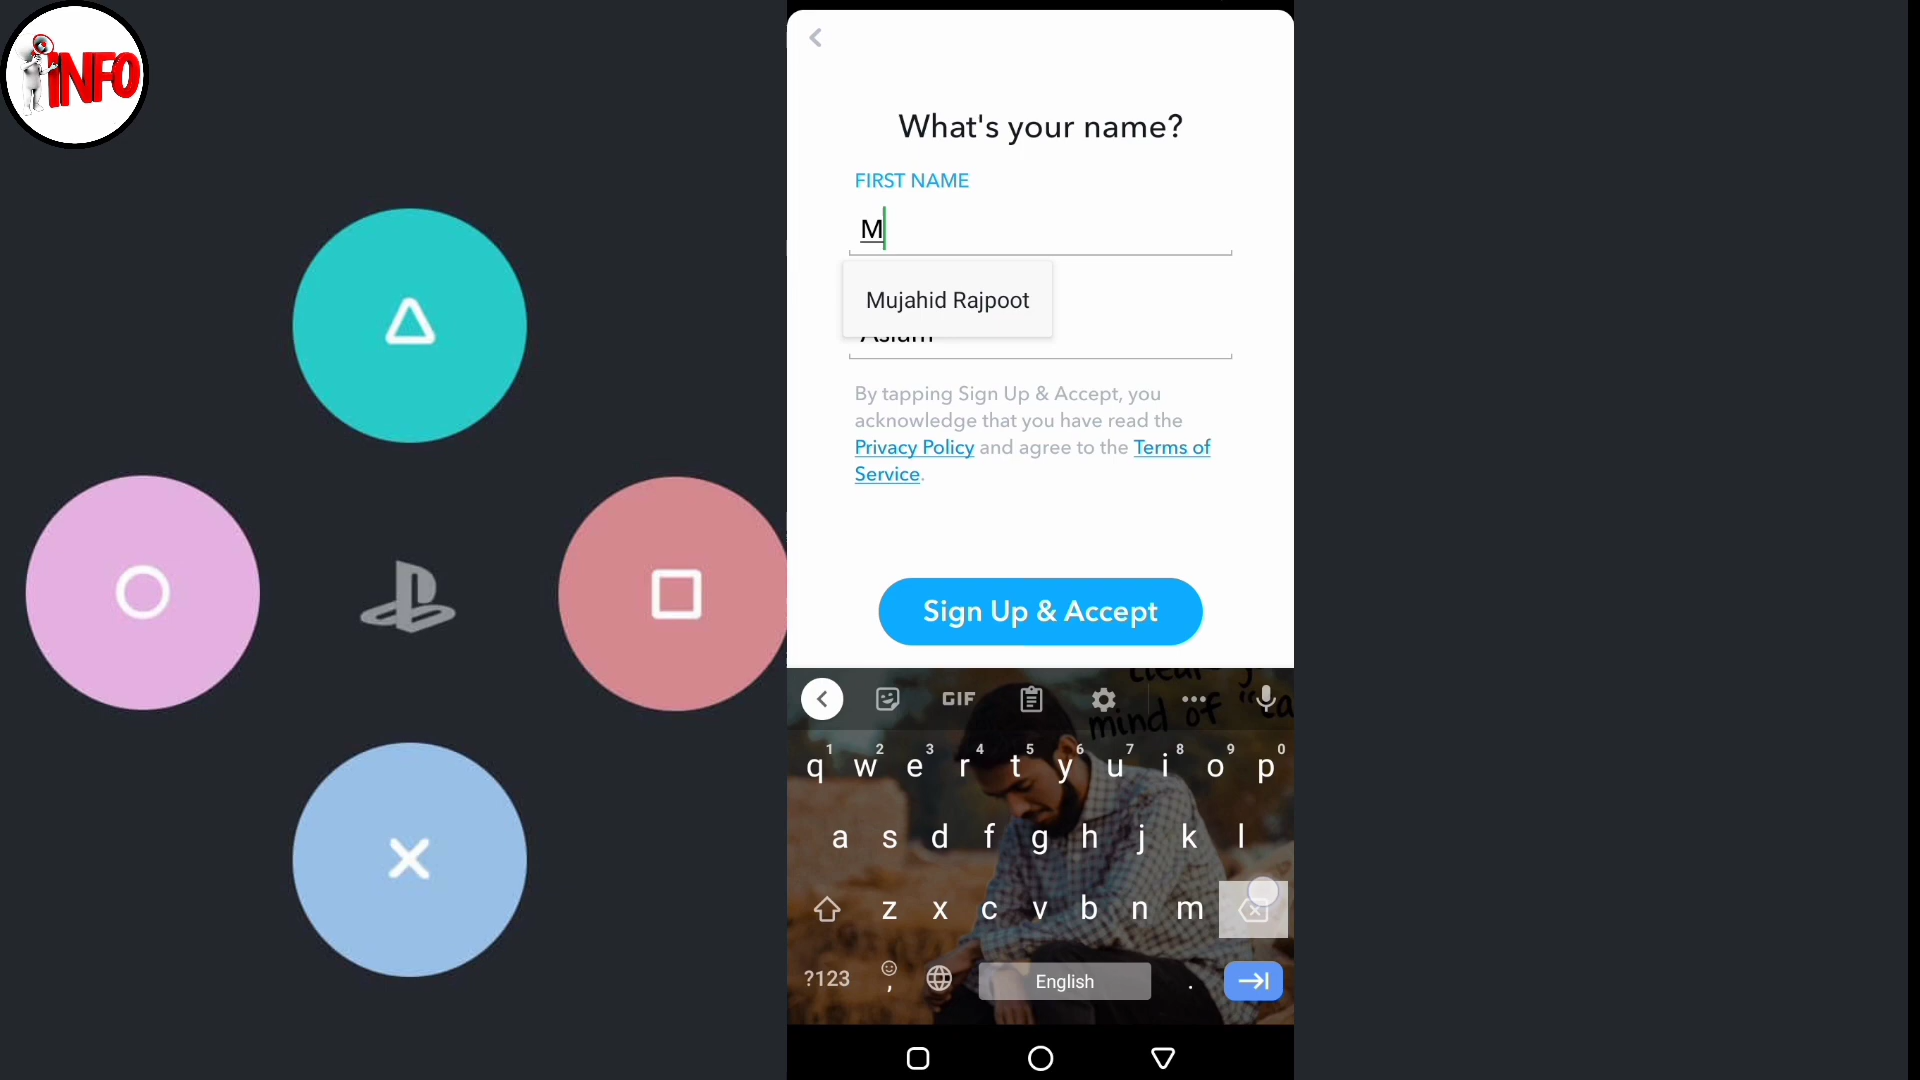 iNFO
What's your name?
FIRST NAME
M
Mujahid Rajpoot
By tapping Sign Up & Accept, you
acknowledge that you have read the
Privacy Policy and agree to the Terms of
Service.
Sign Up & Accept
GIF
mind of
1 2 3 4 5 6 7 8 9 0
q w e r t y u i o p
a s d f g h j k l
z x c v b n m
?123 , English .